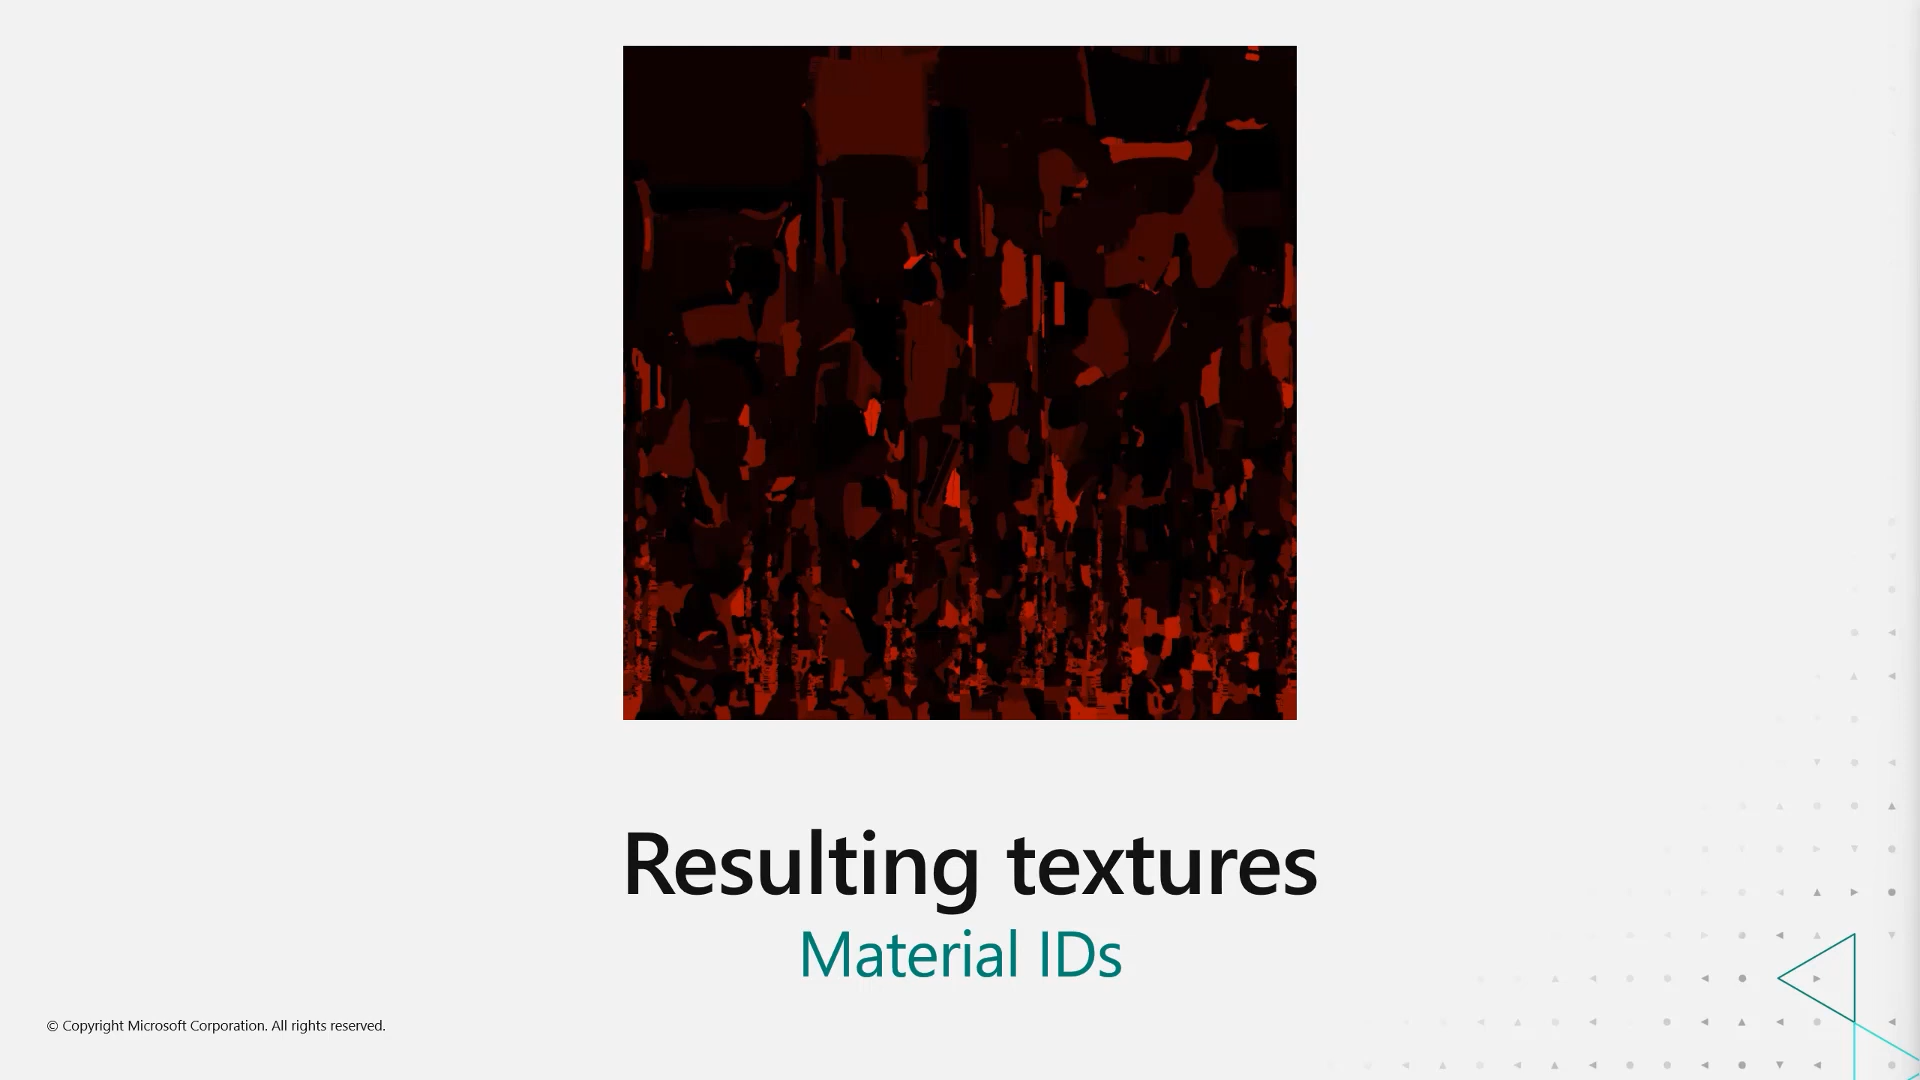 Resulting textures
Material IDs
© Copyright Microsoft Corporation. All rights reserved.